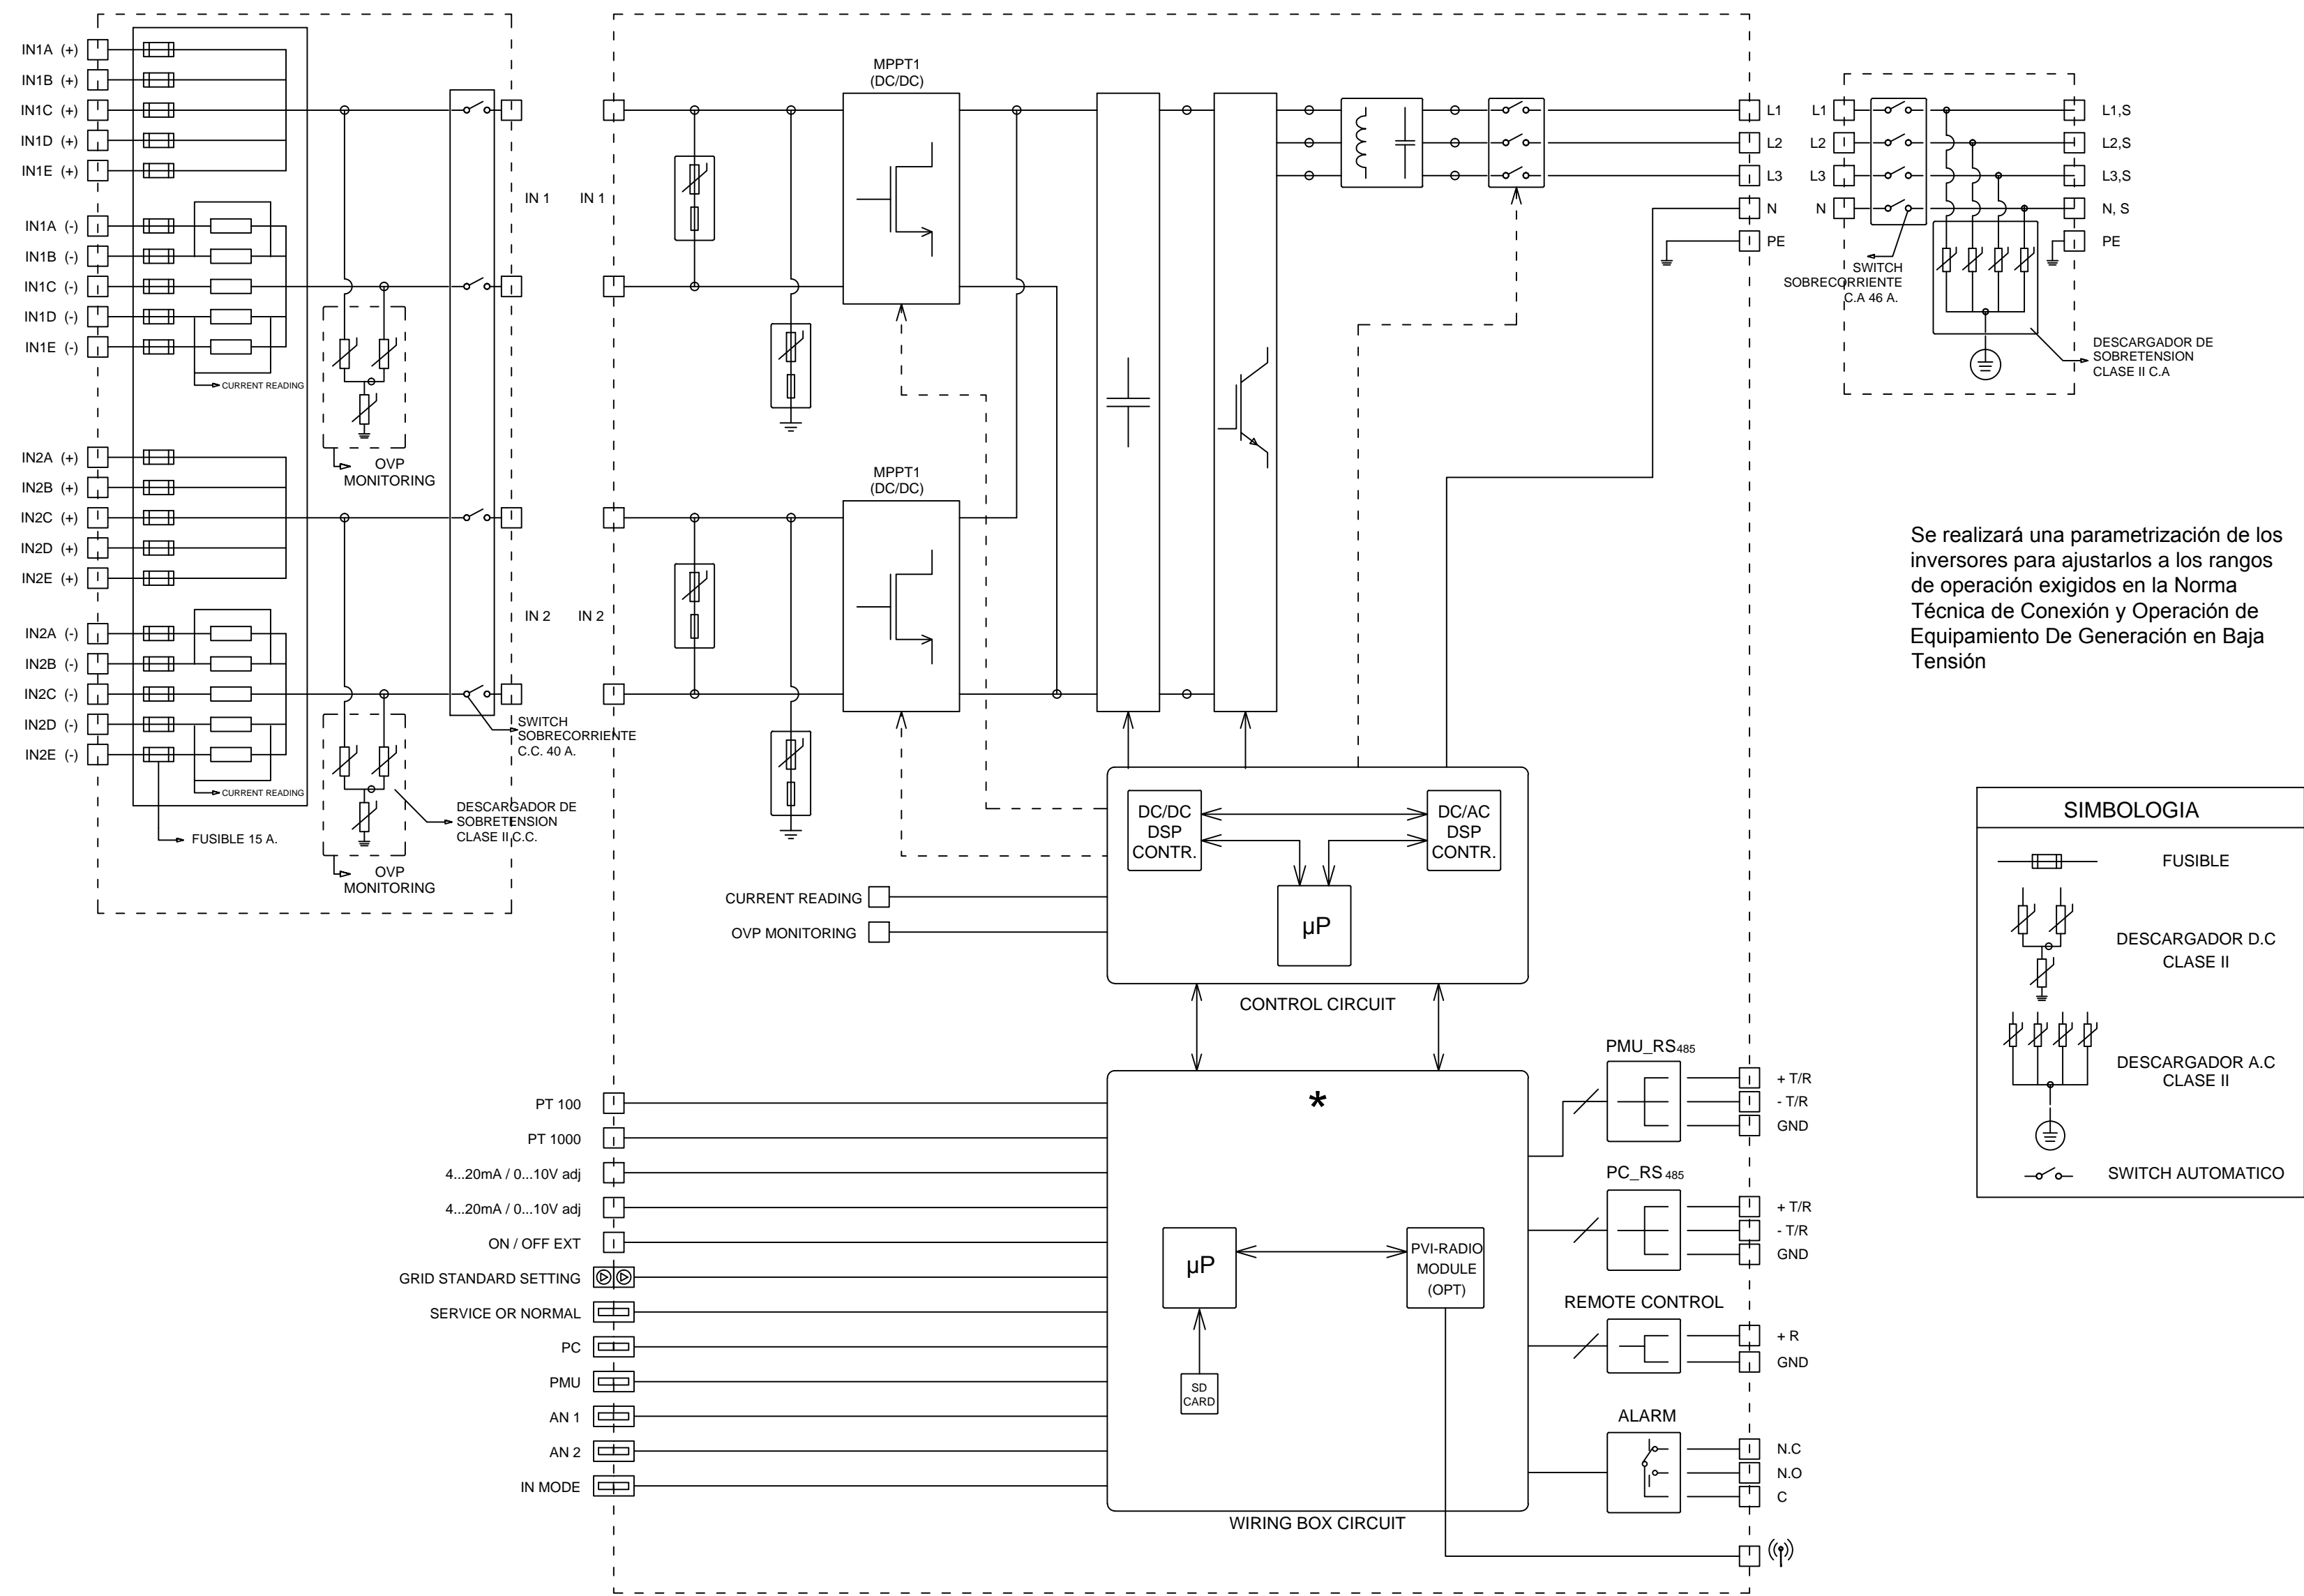 IN1A (+)
IN1B (+)
IN1C (+)
IN1D (+)
IN1E (+)
IN1A (-)
IN1B (-)
IN1C (-)
IN1D (-)
IN1E (-)
CURRENT READING
OVP
MONITORING
IN2A (+)
IN2B (+)
IN2C (+)
IN2D (+)
IN2E (+)
IN2A (-)
IN2B (-)
IN2C (-)
IN2D (-)
IN2E (-)
CURRENT READING
FUSIBLE 15 A.
OVP
MONITORING
DESCARGADOR DE
SOBRETENSION
CLASE II C.C.
SWITCH
SOBRECORRIENTE
C.C. 40 A.
IN 1
IN 2
IN 1
IN 2
MPPT1
(DC/DC)
MPPT1
(DC/DC)
L1
L2
L3
N
PE
L1
L2
L3
N
SWITCH
SOBRECORRIENTE
C.A 46 A.
L1,S
L2,S
L3,S
N, S
PE
DESCARGADOR DE
SOBRETENSION
CLASE II C.A
Se realizará una parametrización de los
inversores para ajustarlos a los rangos
de operación exigidos en la Norma
Técnica de Conexión y Operación de
Equipamiento De Generación en Baja
Tensión
DC/DC
DSP
CONTR.
DC/AC
DSP
CONTR.
µP
CURRENT READING
OVP MONITORING
CONTROL CIRCUIT
SIMBOLOGIA
FUSIBLE
DESCARGADOR D.C
CLASE II
DESCARGADOR A.C
CLASE II
SWITCH AUTOMATICO
PT 100
PT 1000
4...20mA / 0...10V adj
4...20mA / 0...10V adj
ON / OFF EXT
GRID STANDARD SETTING
SERVICE OR NORMAL
PC
PMU
AN 1
AN 2
IN MODE
*
µP
PVI-RADIO
MODULE
(OPT)
SD
CARD
WIRING BOX CIRCUIT
PMU_RS485
+ T/R
- T/R
GND
PC_RS 485
+ T/R
- T/R
GND
REMOTE CONTROL
+ R
GND
ALARM
N.C
N.O
C